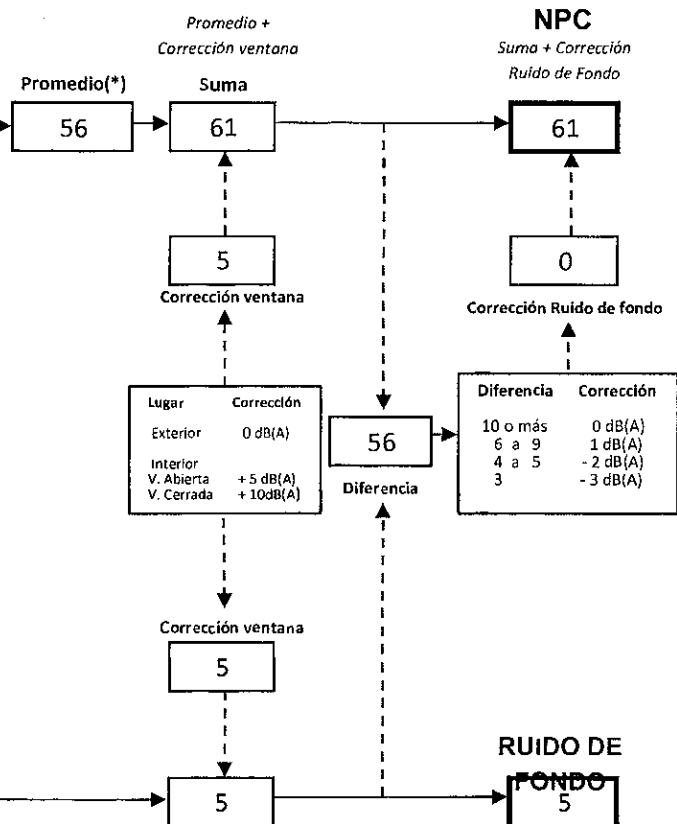 Promedio +
Corrección ventana
NPC
Suma + Corrección
Ruido de Fondo
Promedio(*)
Suma
56
61
61
5
0
Corrección ventana
Corrección Ruido de fondo
Lugar Corrección
Exterior 0 dB(A)
Interior
V. Abierta + 5 dB(A)
V. Cerrada + 10dB(A)
56
Diferencia
Diferencia Corrección
10 o más 0 dB(A)
6 a 9 1 dB(A)
4 a 5 - 2 dB(A)
3 - 3 dB(A)
Corrección ventana
5
RUIDO DE
FONDO
5
5